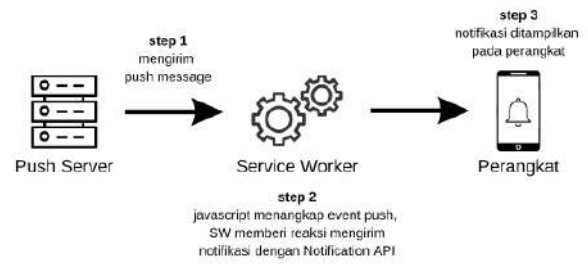 step 1
mengirim
push message
step 3
notifikasi ditampilkan
pada perangkat
Push Server
Service Worker
Perangkat
step 2
javascript menangkap event push,
SW memberi reaksi mengirim
notifikasi dengan Notification API